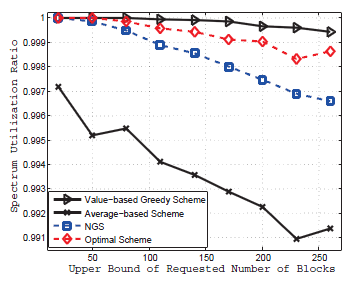 1
0.999
0.998
0.997
0.996
0.995
0.994
0.993
0.992
0.991
Spectrum Utilization Ratio
Value-based Greedy Scheme
Average-based Scheme
NGS
Optimal Scheme
50 100 150 200 250
Upper Bound of Requested Number of Blocks